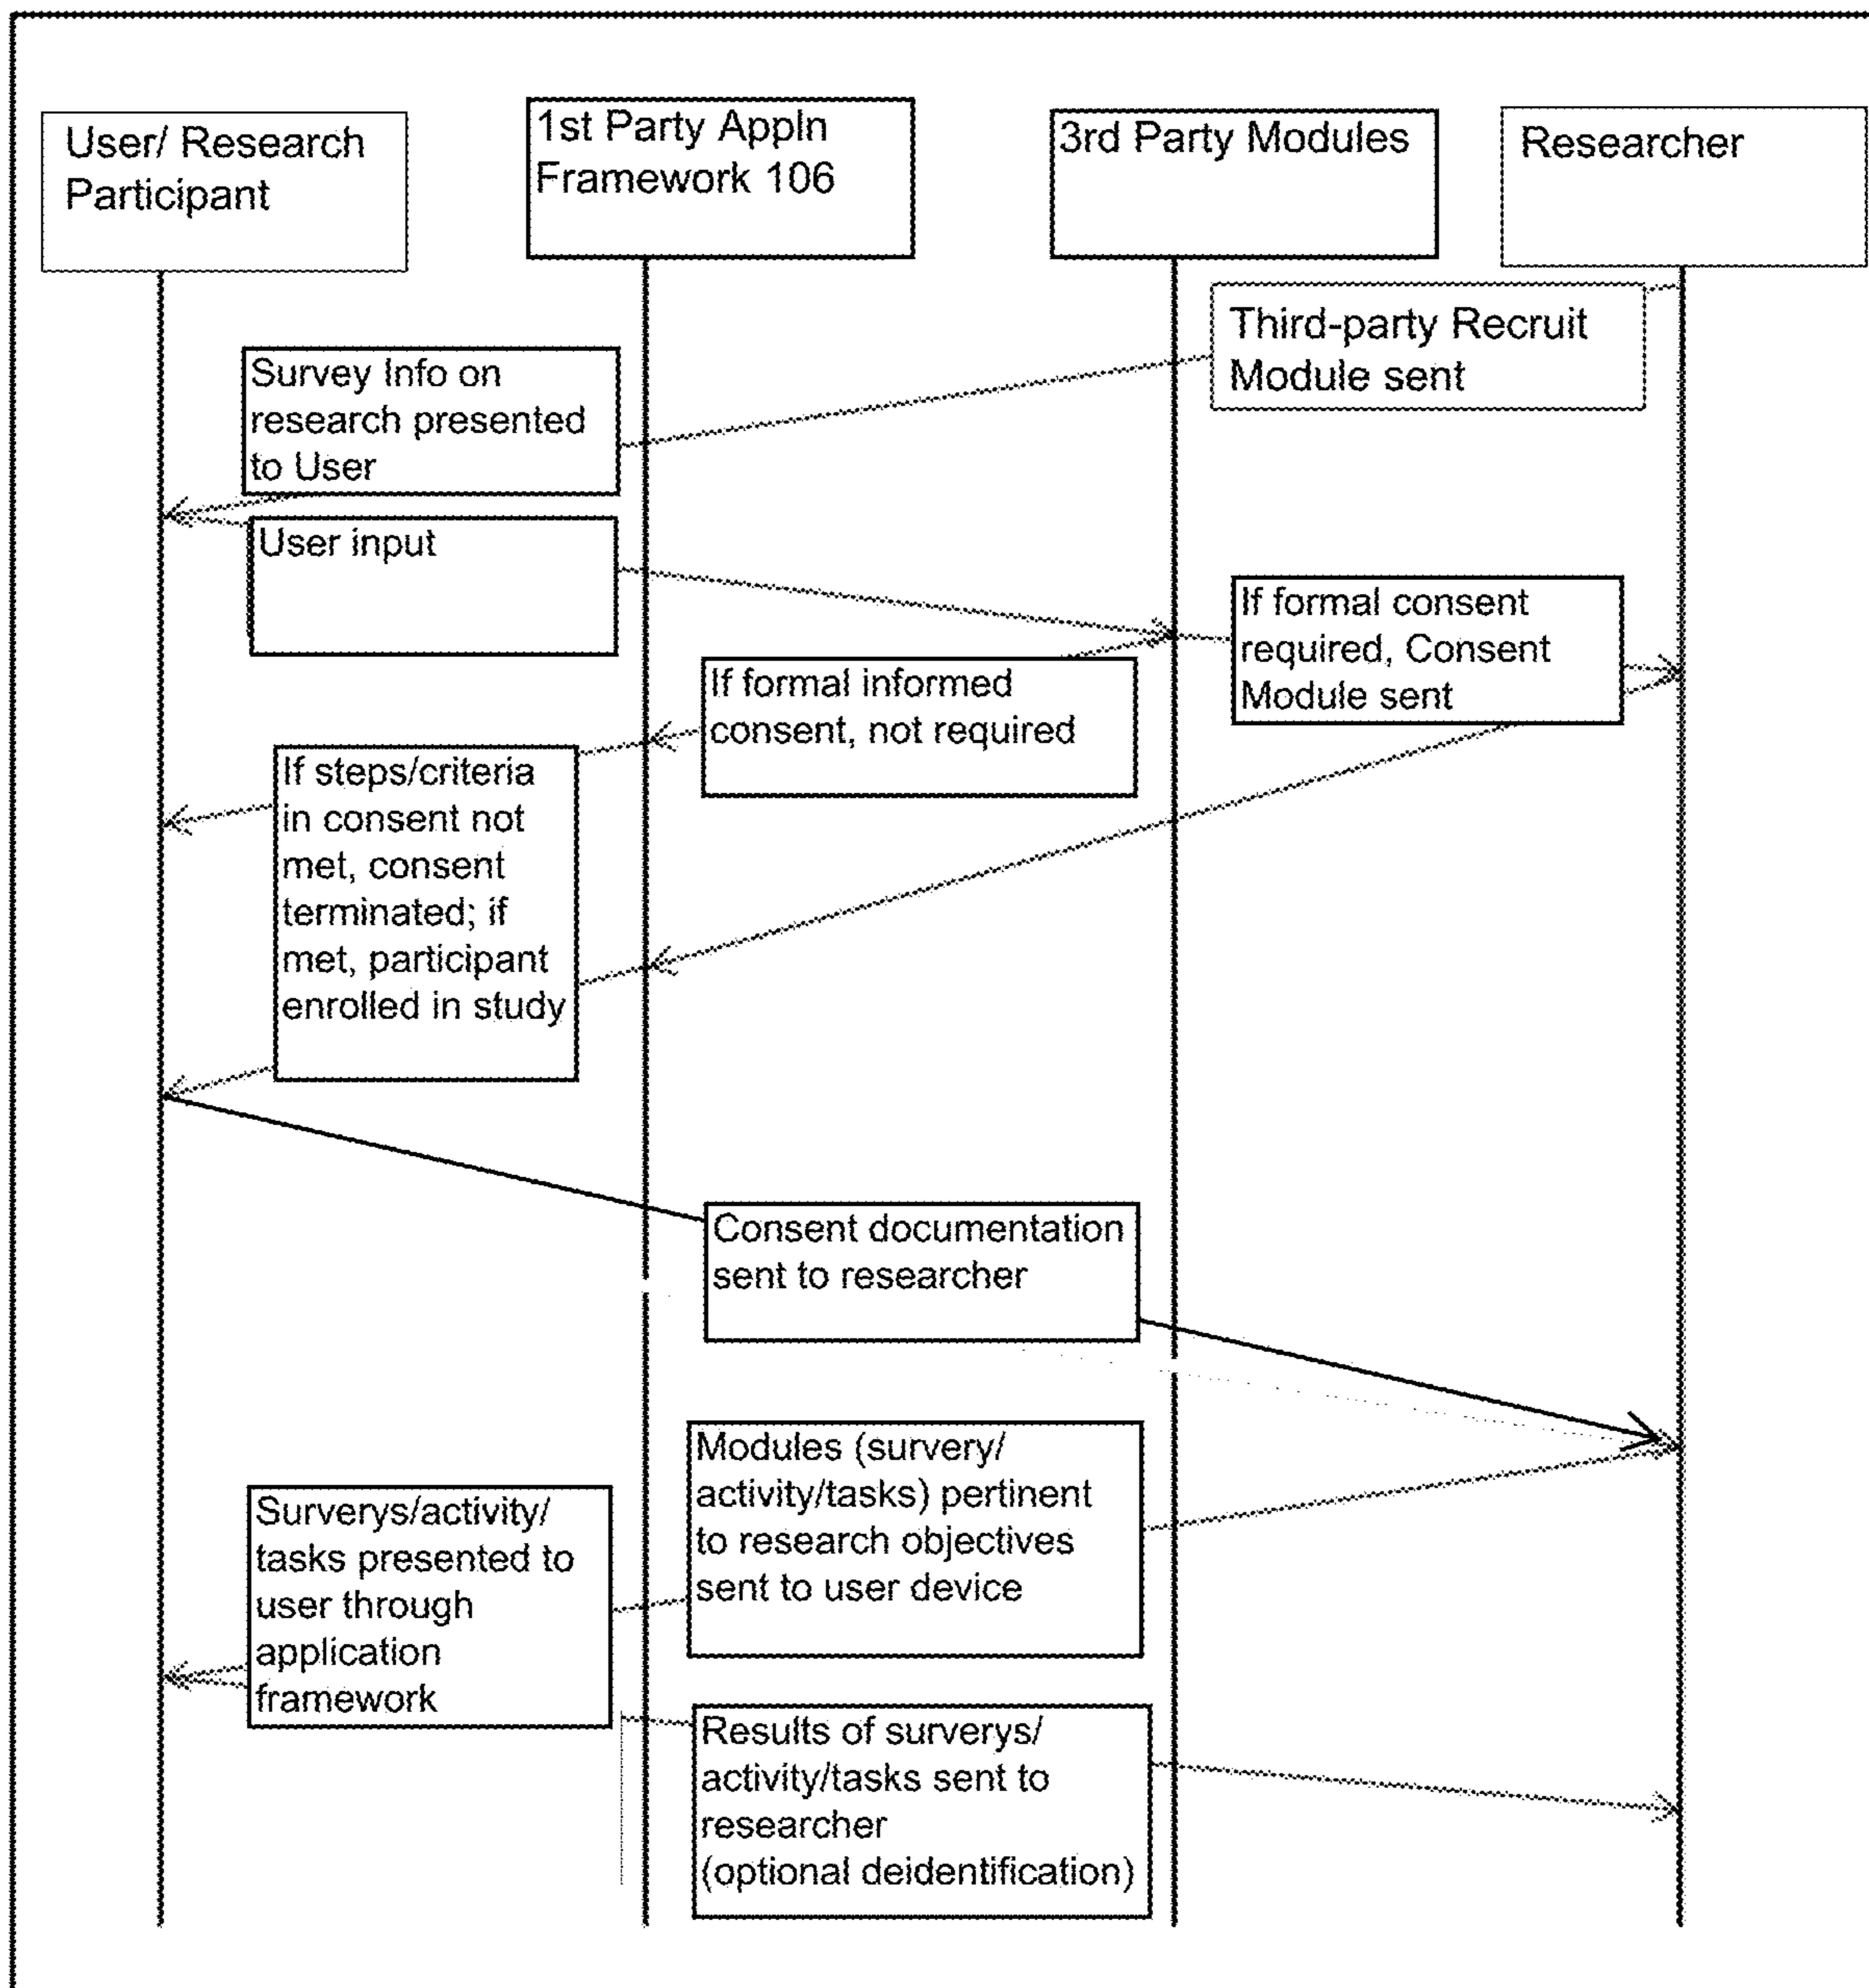 User/ Research
Participant
1st Party Appln
Framework 106
3rd Party Modules
Researcher
Third-party Recruit
Module sent
Survey Info on
research presented
to User
User input
If formal consent
required, Consent
Module sent
If formal informed
consent, not required
If steps/criteria
in consent not
met, consent
terminated; if
met, participant
enrolled in study
Consent documentation
sent to researcher
Modules (survery/
activity/tasks) pertinent
to research objectives
sent to user device
Surverys/activity/
tasks presented to
user through
application
framework
Results of surverys/
activity/tasks sent to
researcher
(optional deidentification)